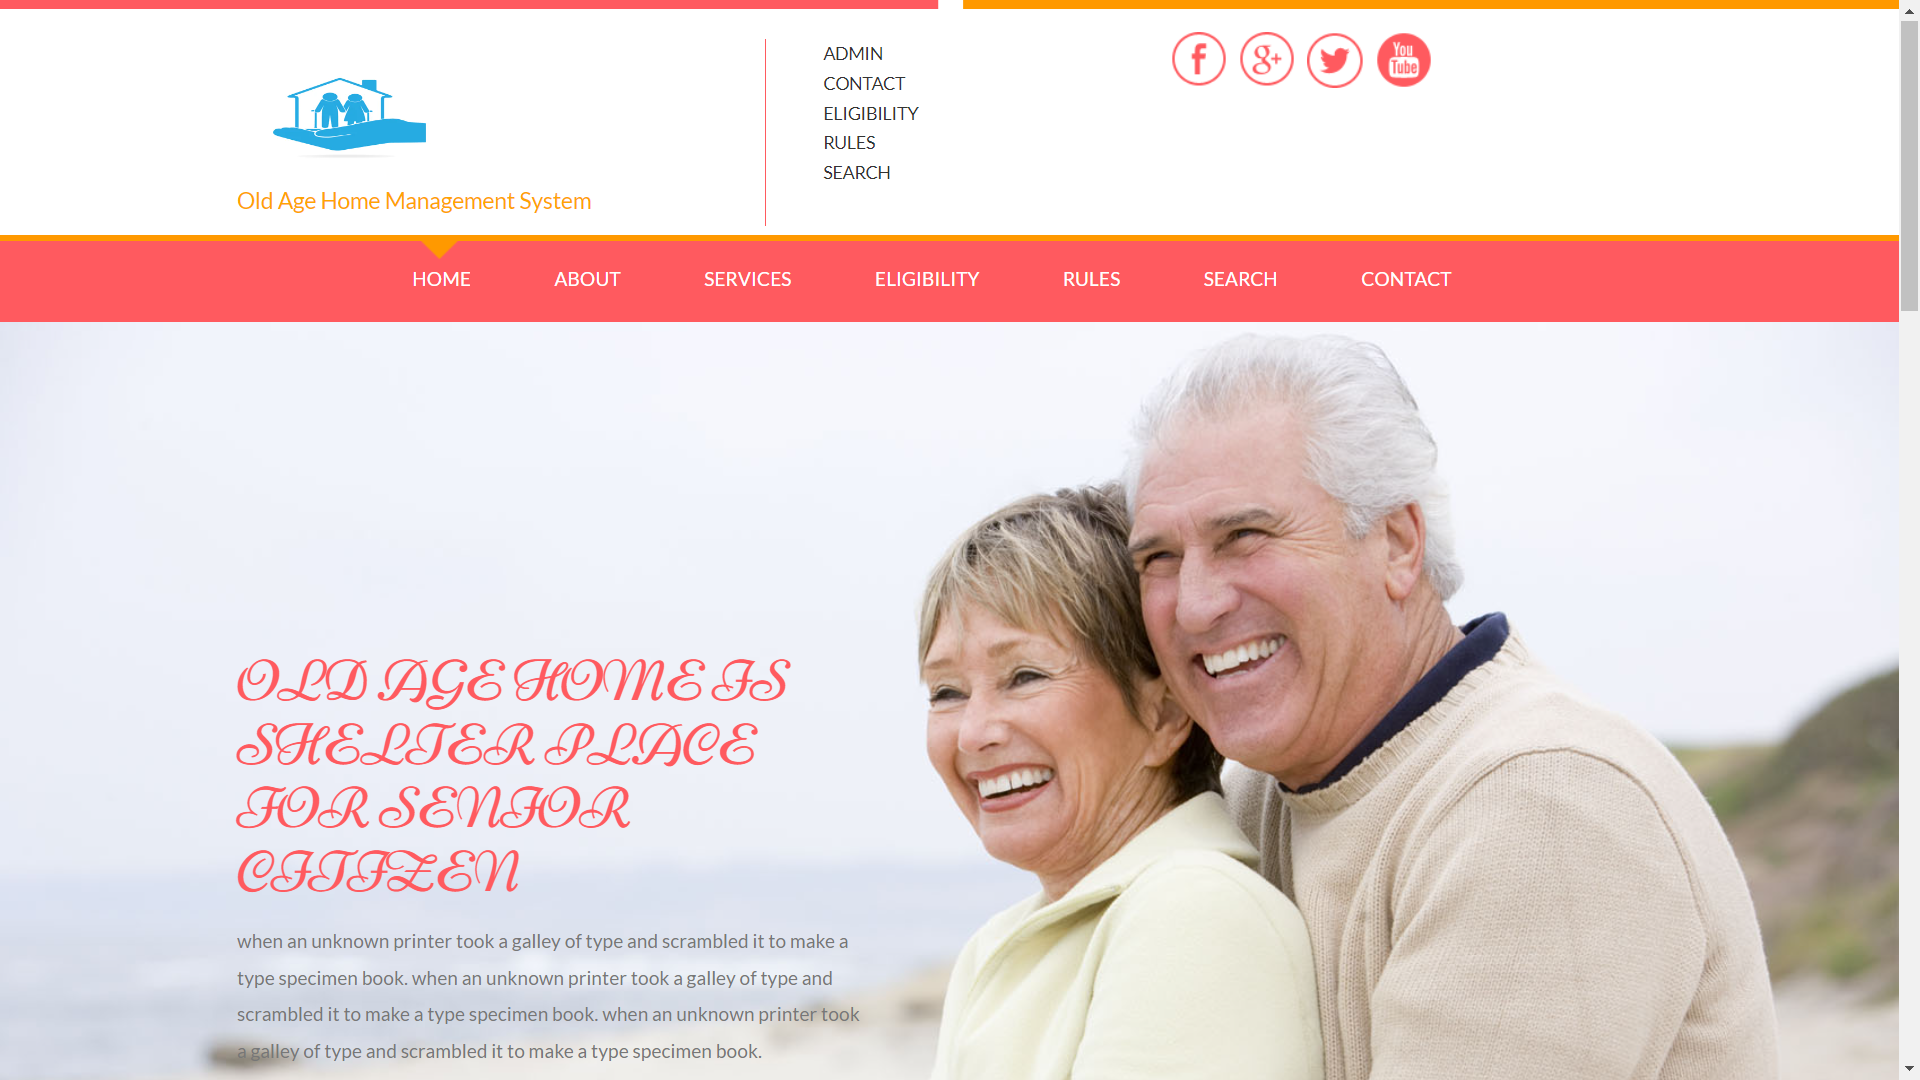 ADMIN
CONTACT
ELIGIBILITY
RULES
SEARCH
f
g+
You
Tube
Old Age Home Management System
HOME ABOUT SERVICES ELIGIBILITY RULES SEARCH CONTACT
OLD AGE HOME IS
SHELTER PLACE
FOR SENIOR
CITIZEN
when an unknown printer took a galley of type and scrambled it to make a
type specimen book. when an unknown printer took a galley of type and
scrambled it to make a type specimen book. when an unknown printer took
a galley of type and scrambled it to make a type specimen book.